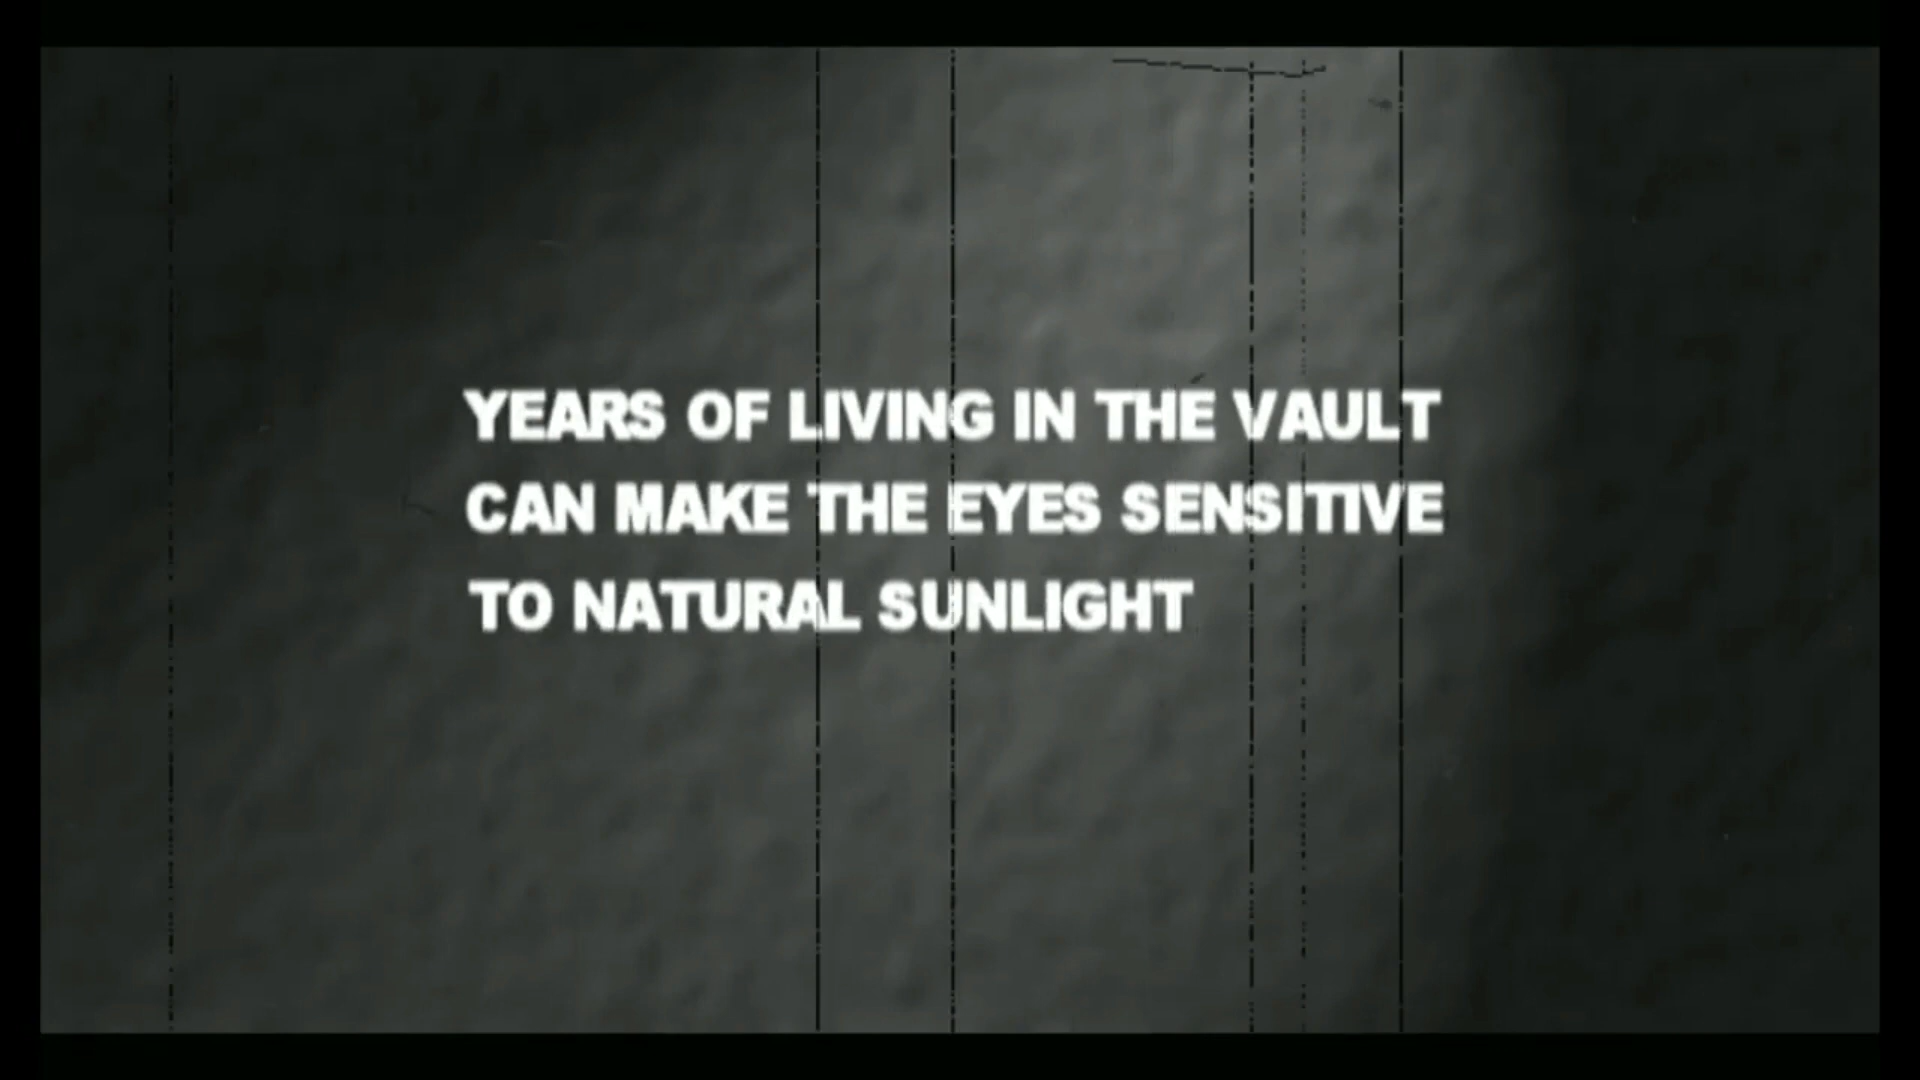 YEARS OF LIVING IN THE VAULT
CAN MAKE THE EYES SENSITIVE
TO NATURAL SUNLIGHT